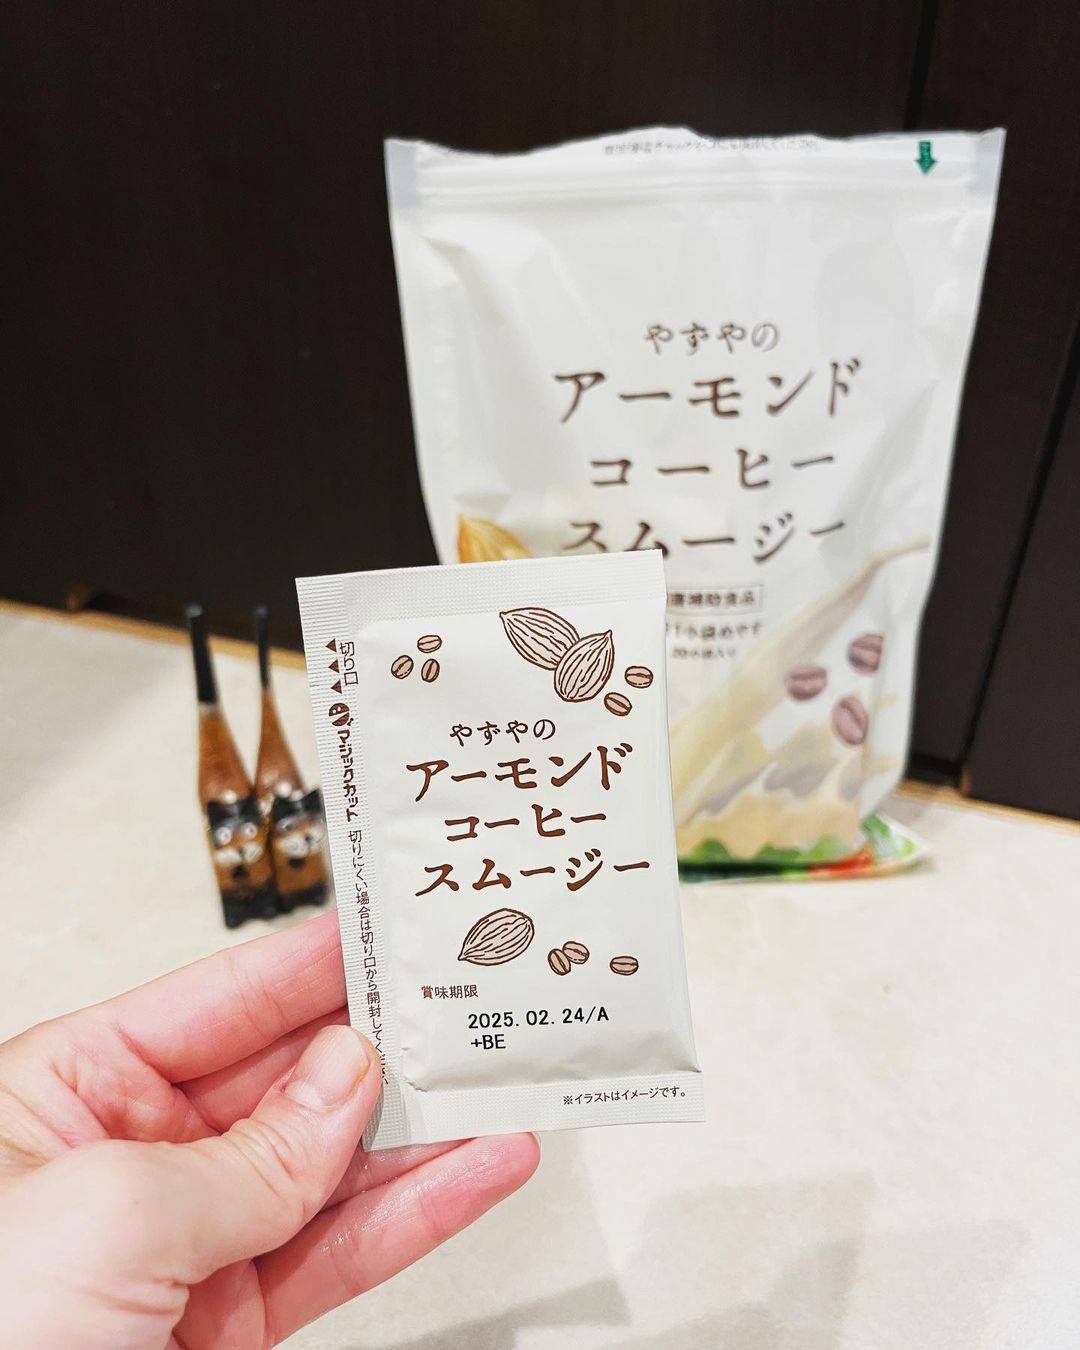 やずやの
アーモンド
コーヒー
スムージー
切り口
マジックカット
切りにくい場合は切り口から開封してください
やずやの
アーモンド
コーヒー
スムージー
賞味期限
2025.02.24/A
+BE
※イラストはイメージです。